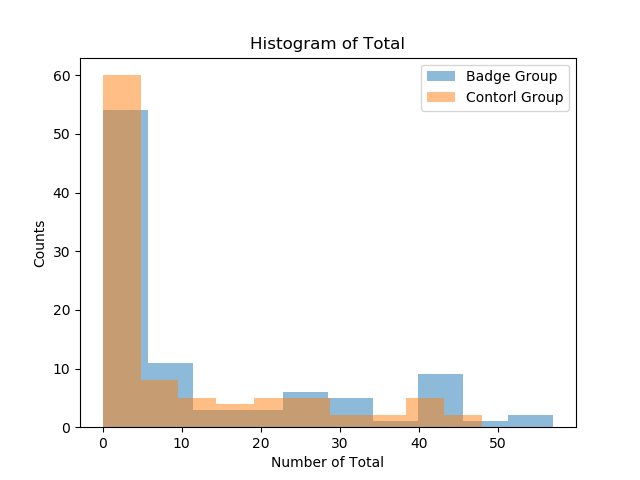 Histogram of Total
Badge Group
Contorl Group
Counts
60
50
40
30
20
10
0
0 10 20 30 40 50
Number of Total